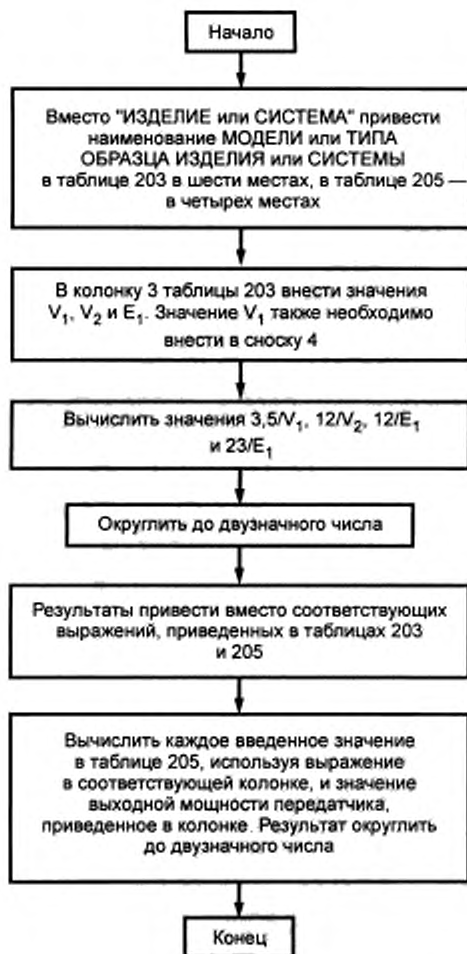 Начало
Вместо "ИЗДЕЛИЕ или СИСТЕМА" привести
наименование МОДЕЛИ или ТИПА
ОБРАЗЦА ИЗДЕЛИЯ или СИСТЕМЫ
в таблице 203 в шести местах, в таблице 205 —
в четырех местах
В колонку 3 таблицы 203 внести значения
V₁, V₂ и E₁. Значение V₁ также необходимо
внести в сноску 4
Вычислить значения 3,5/V₁, 12/V₂, 12/E₁
и 23/E₁
Округлить до двузначного числа
Результаты привести вместо соответствующих
выражений, приведенных в таблицах 203
и 205
Вычислить каждое введенное значение
в таблице 205, используя выражение
в соответствующей колонке, и значение
выходной мощности передатчика,
приведенное в колонке. Результат округлить
до двузначного числа
Конец